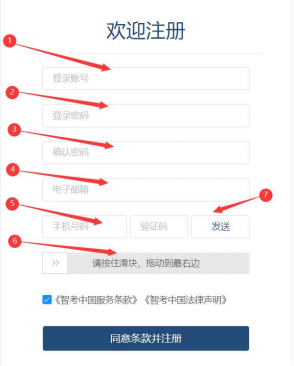 欢迎注册
1
登录账号
2
登录密码
3
确认密码
4
电子邮箱
5
手机号码 验证码 发送
7
6
>> 请按住滑块，拖动到最右边
《智考中国服务条款》《智考中国法律声明》
同意条款并注册